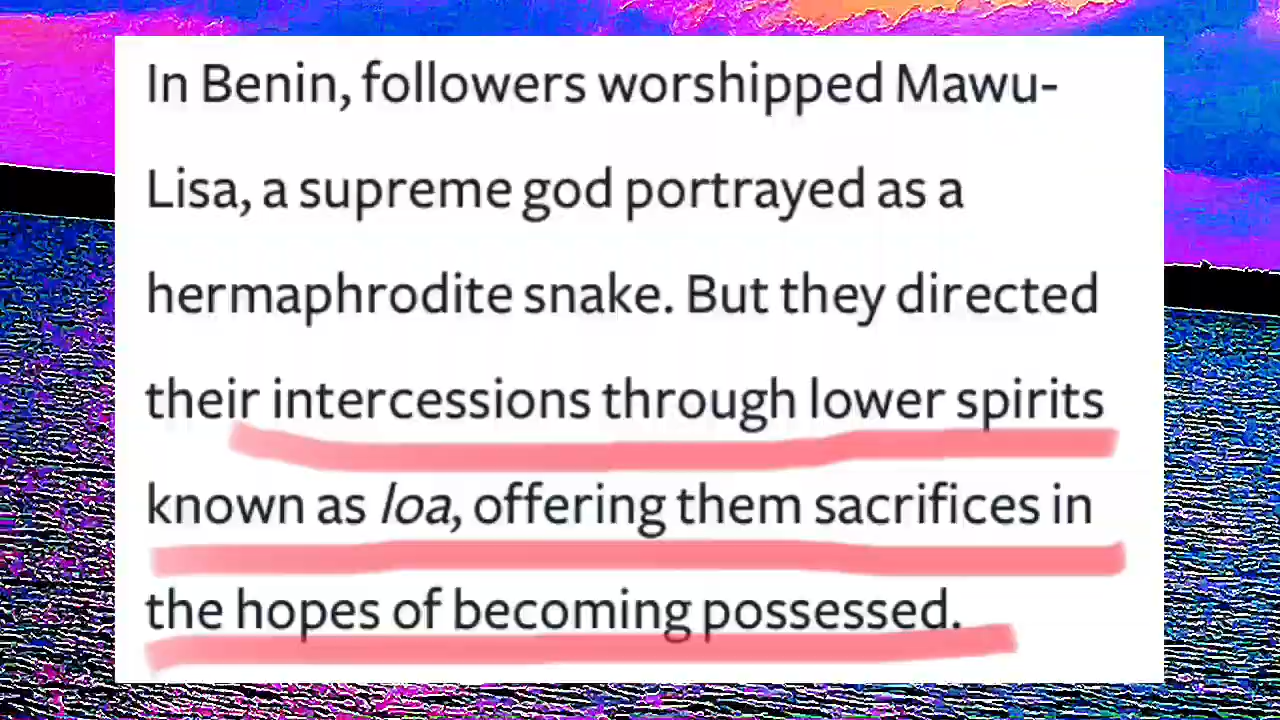 In Benin, followers worshipped Mawu-
Lisa, a supreme god portrayed as a
hermaphrodite snake. But they directed
their intercessions through lower spirits
known as loa, offering them sacrifices in
the hopes of becoming possessed.